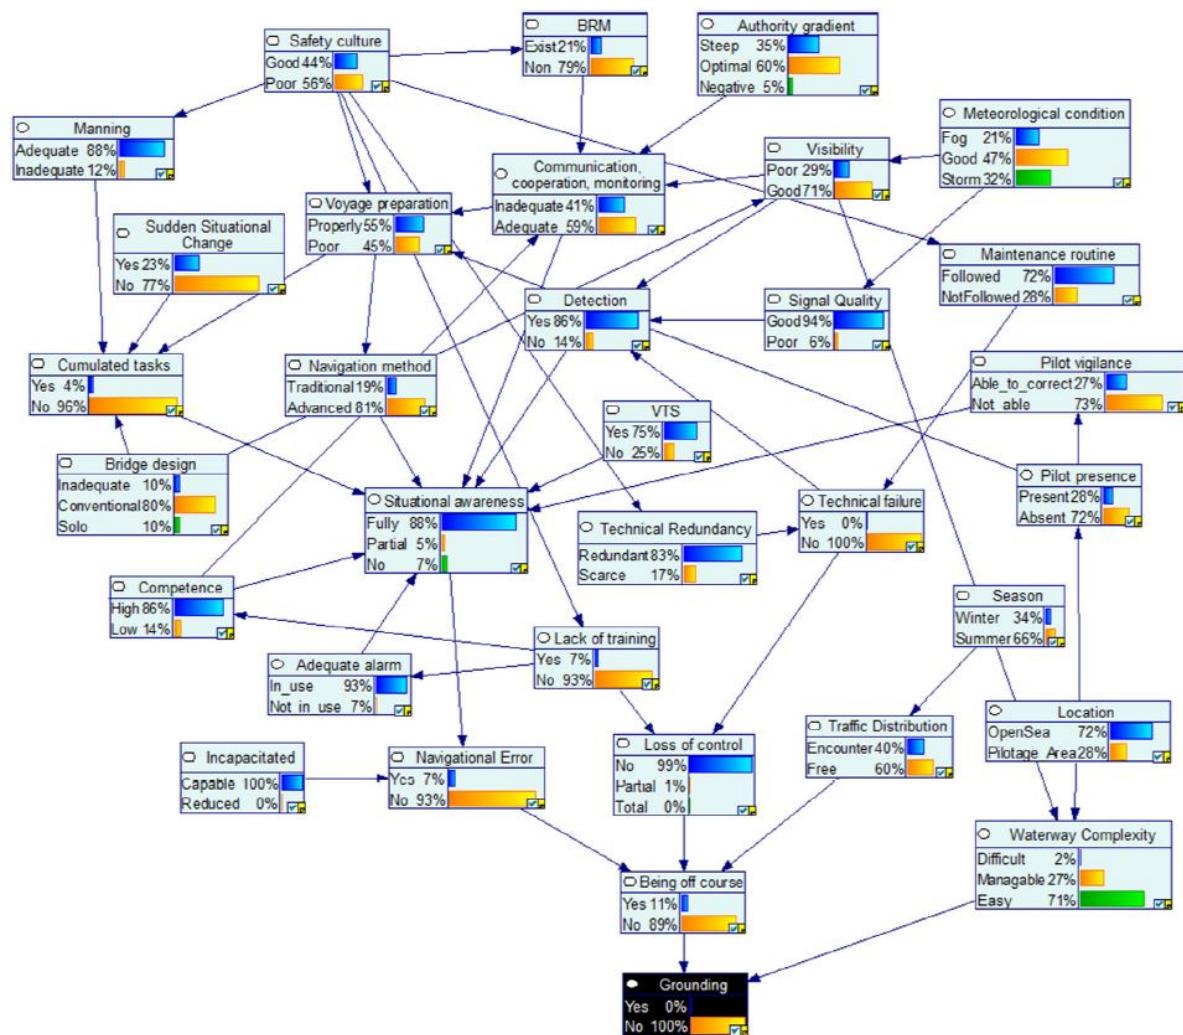 Safety culture
Good 44%
Poor 56%
BRM
Exist 21%
Non 79%
Authority gradient
Steep 35%
Optimal 60%
Negative 5%
Manning
Adequate 88%
Inadequate 12%
Communication,
cooperation, monitoring
Inadequate 41%
Adequate 59%
Visibility
Poor 29%
Good 71%
Meteorological condition
Fog 21%
Good 47%
Storm 32%
Voyage preparation
Properly 55%
Poor 45%
Sudden Situational
Change
Yes 23%
No 77%
Maintenance routine
Followed 72%
NotFollowed 28%
Detection
Yes 86%
No 14%
Signal Quality
Good 94%
Poor 6%
Cumulated tasks
Yes 4%
No 96%
Navigation method
Traditional 19%
Advanced 81%
Pilot vigilance
Able_to_correct 27%
Not able 73%
VTS
Yes 75%
No 25%
Bridge design
Inadequate 10%
Conventional 80%
Solo 10%
Situational awareness
Fully 88%
Partial 5%
No 7%
Technical Redundancy
Redundant 83%
Scarce 17%
Technical failure
Yes 0%
No 100%
Pilot presence
Present 28%
Absent 72%
Competence
High 86%
Low 14%
Season
Winter 34%
Summer 66%
Lack of training
Yes 7%
No 93%
Adequate alarm
In_use 93%
Not in use 7%
Traffic Distribution
Encounter 40%
Free 60%
Location
OpenSea 72%
Pilotage Area 28%
Incapacitated
Capable 100%
Reduced 0%
Navigational Error
Yes 7%
No 93%
Loss of control
No 99%
Partial 1%
Total 0%
Waterway Complexity
Difficult 2%
Managable 27%
Easy 71%
Being off course
Yes 11%
No 89%
Grounding
Yes 0%
No 100%